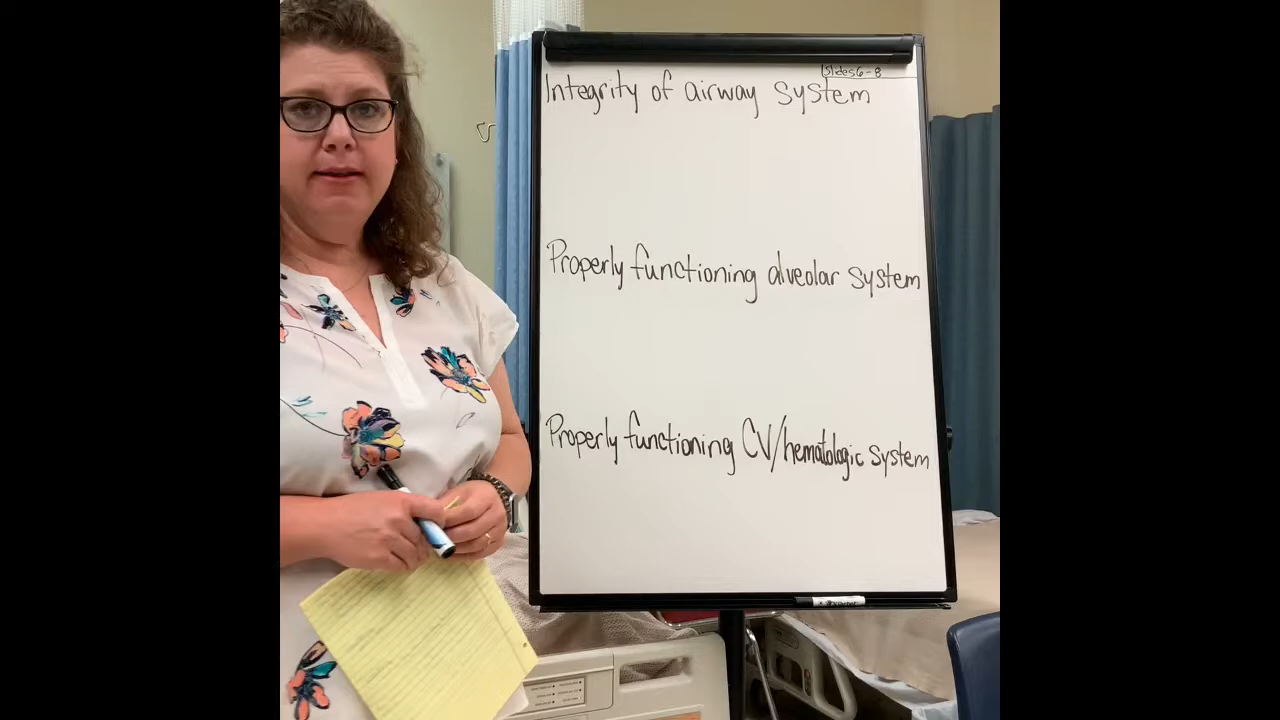 Slides 6-8
Integrity of airway system
Properly functioning alveolar system
Properly functioning CV/hematologic system